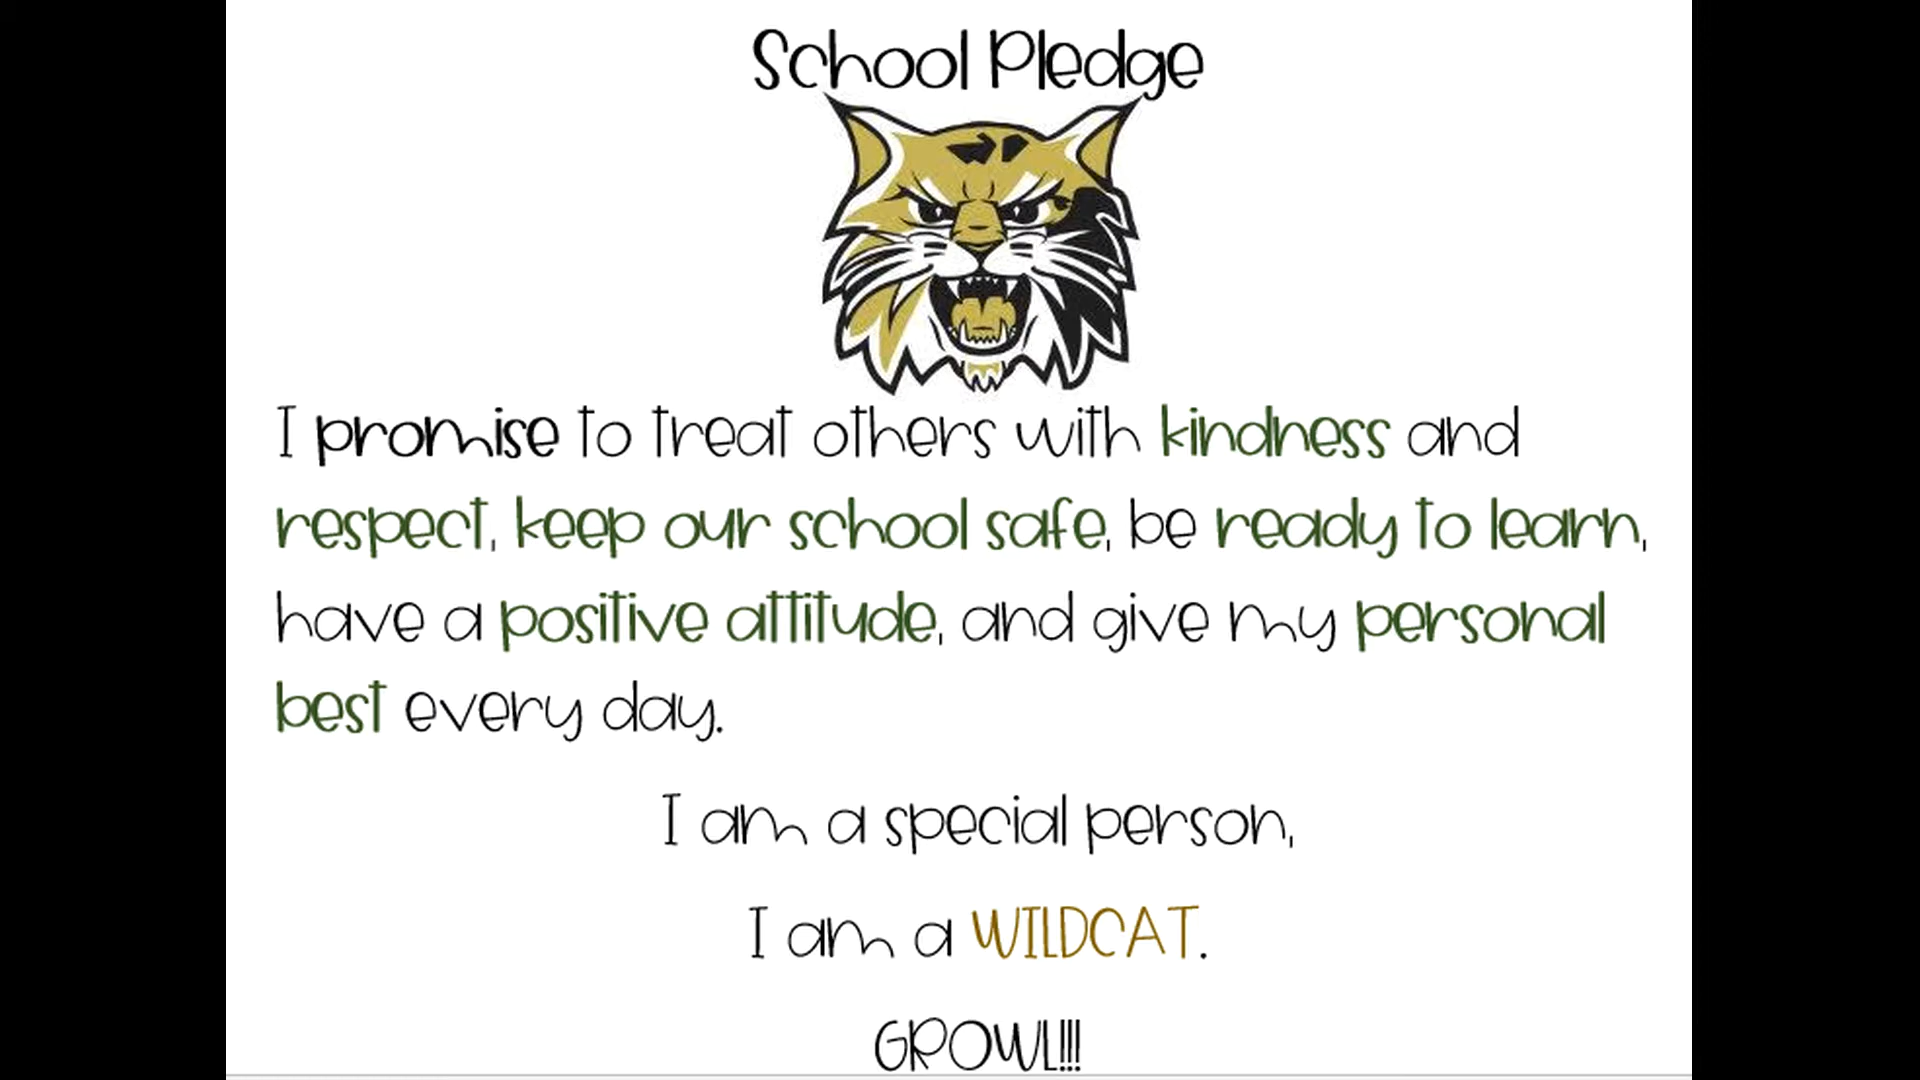 School Pledge
I promise to treat others with kindness and
respect, keep our school safe, be ready to learn,
have a positive attitude, and give my personal
best every day.
I am a special person,
I am a WILDCAT.
GROWL!!!